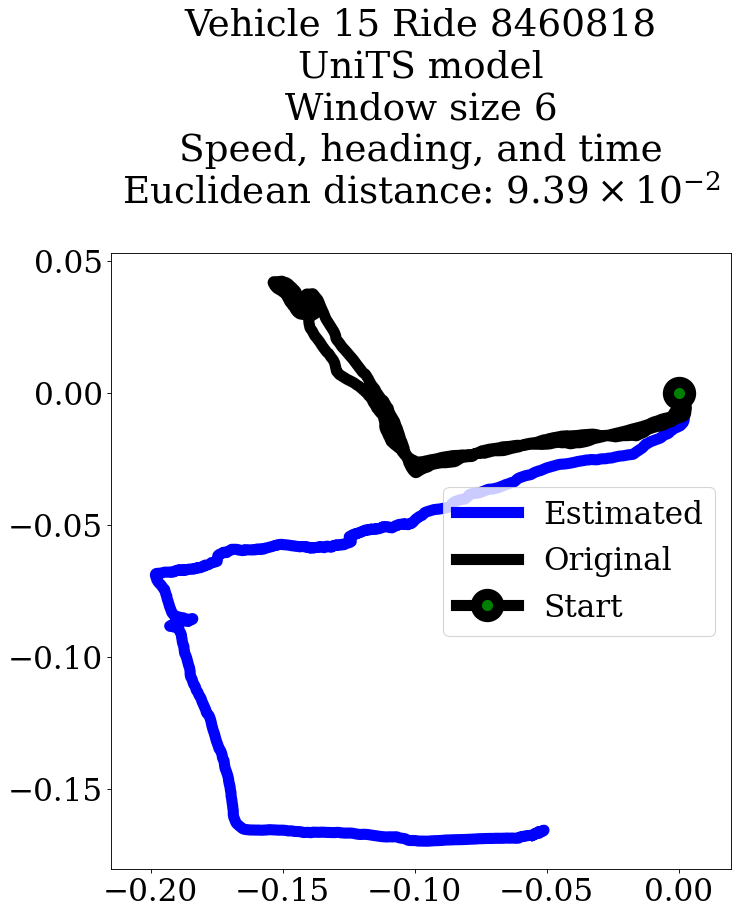 Vehicle 15 Ride 8460818
UniTS model
Window size 6
Speed, heading, and time
Euclidean distance: 9.39 × 10⁻²
0.05
0.00
−0.05
−0.10
−0.15
Estimated
Original
Start
−0.20 −0.15 −0.10 −0.05 0.00